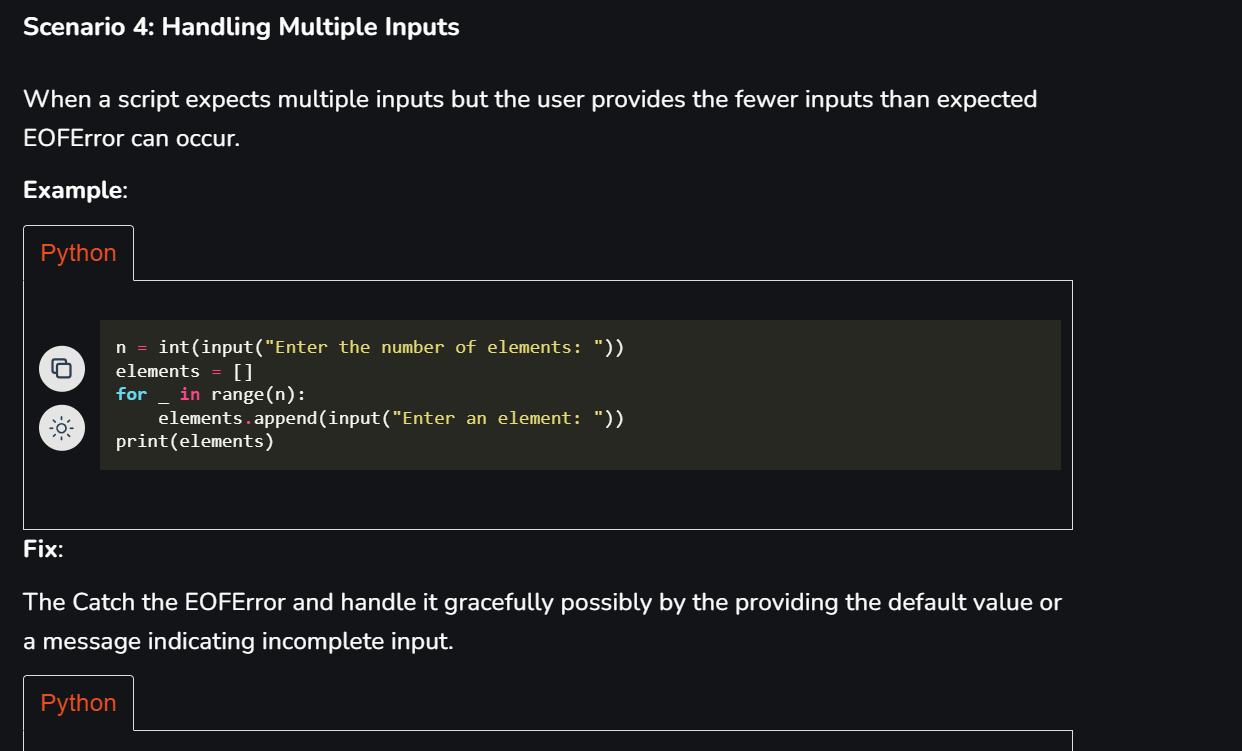 Scenario 4: Handling Multiple Inputs
When a script expects multiple inputs but the user provides the fewer inputs than expected
EOFError can occur.
Example:
Python
n = int(input("Enter the number of elements: "))
elements = []
for _ in range(n):
    elements.append(input("Enter an element: "))
print(elements)
Fix:
The Catch the EOFError and handle it gracefully possibly by the providing the default value or
a message indicating incomplete input.
Python